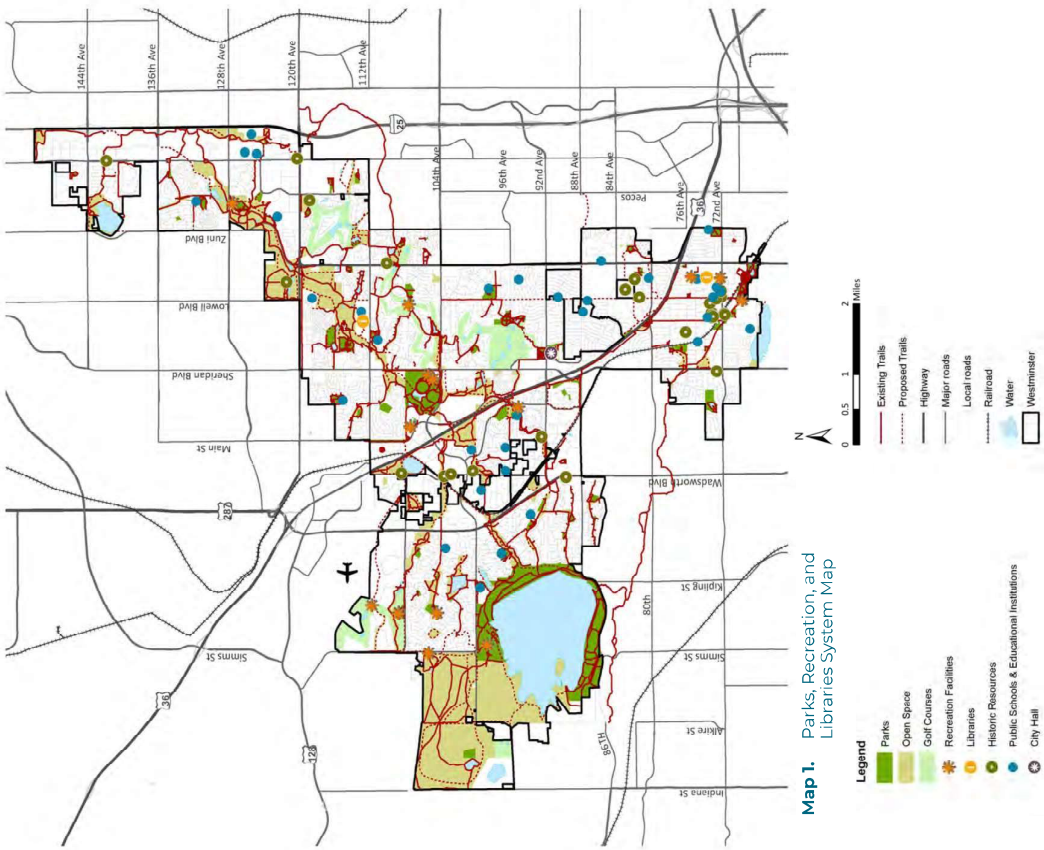 144th Ave
136th Ave
128th Ave
120th Ave
112th Ave
25
104th Ave
96th Ave
92nd Ave
88th Ave
84th Ave
Pecos
76th Ave
36
72nd Ave
Zuni Blvd
Lowell Blvd
Sheridan Blvd
Main St
287
Wadsworth Blvd
Kipling St
80th
Simms St
Simms St
36
128
86TH
Alkire St
Indiana St
N
0 0.5 1 2
Miles
Existing Trails
Proposed Trails
Highway
Major roads
Local roads
Railroad
Water
Westminster
Map 1. Parks, Recreation, and
Libraries System Map
Legend
Parks
Open Space
Golf Courses
Recreation Facilities
Libraries
Historic Resources
Public Schools & Educational Institutions
City Hall